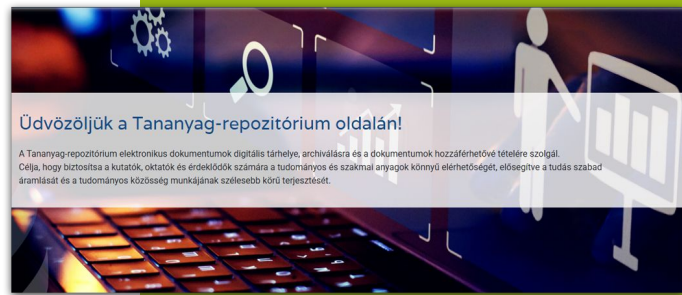 Üdvözöljük a Tananyag-repozitórium oldalán!
A Tananyag-repozitórium elektronikus dokumentumok digitális tárhelye, archiválásra és a dokumentumok hozzáférhetővé tételére szolgál.
Célja, hogy biztosítsa a kutatók, oktatók és érdeklődők számára a tudományos és szakmai anyagok könnyű elérhetőségét, elősegítve a tudás szabad
áramlását és a tudományos közösség munkájának szélesebb körű terjesztését.